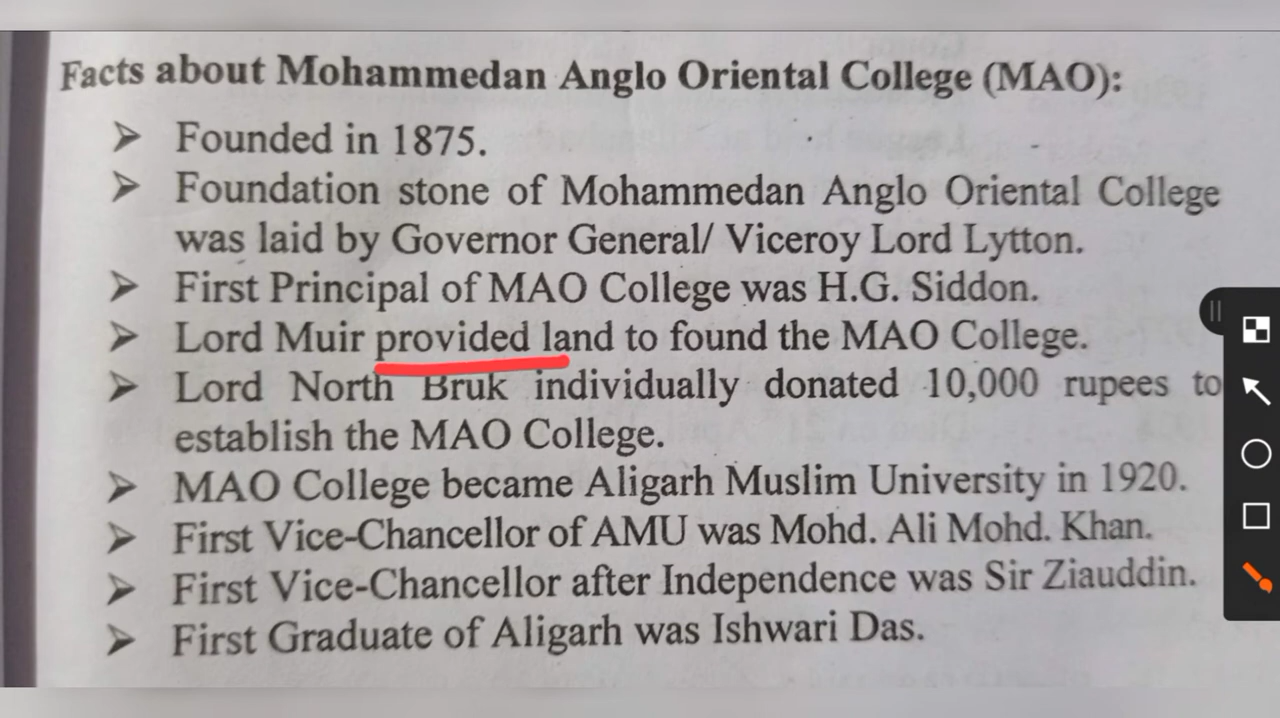 Facts about Mohammedan Anglo Oriental College (MAO):
➤ Founded in 1875.
➤ Foundation stone of Mohammedan Anglo Oriental College
was laid by Governor General/ Viceroy Lord Lytton.
➤ First Principal of MAO College was H.G. Siddon.
➤ Lord Muir provided land to found the MAO College.
➤ Lord North Bruk individually donated 10,000 rupees to
establish the MAO College.
➤ MAO College became Aligarh Muslim University in 1920.
➤ First Vice-Chancellor of AMU was Mohd. Ali Mohd. Khan.
➤ First Vice-Chancellor after Independence was Sir Ziauddin.
➤ First Graduate of Aligarh was Ishwari Das.